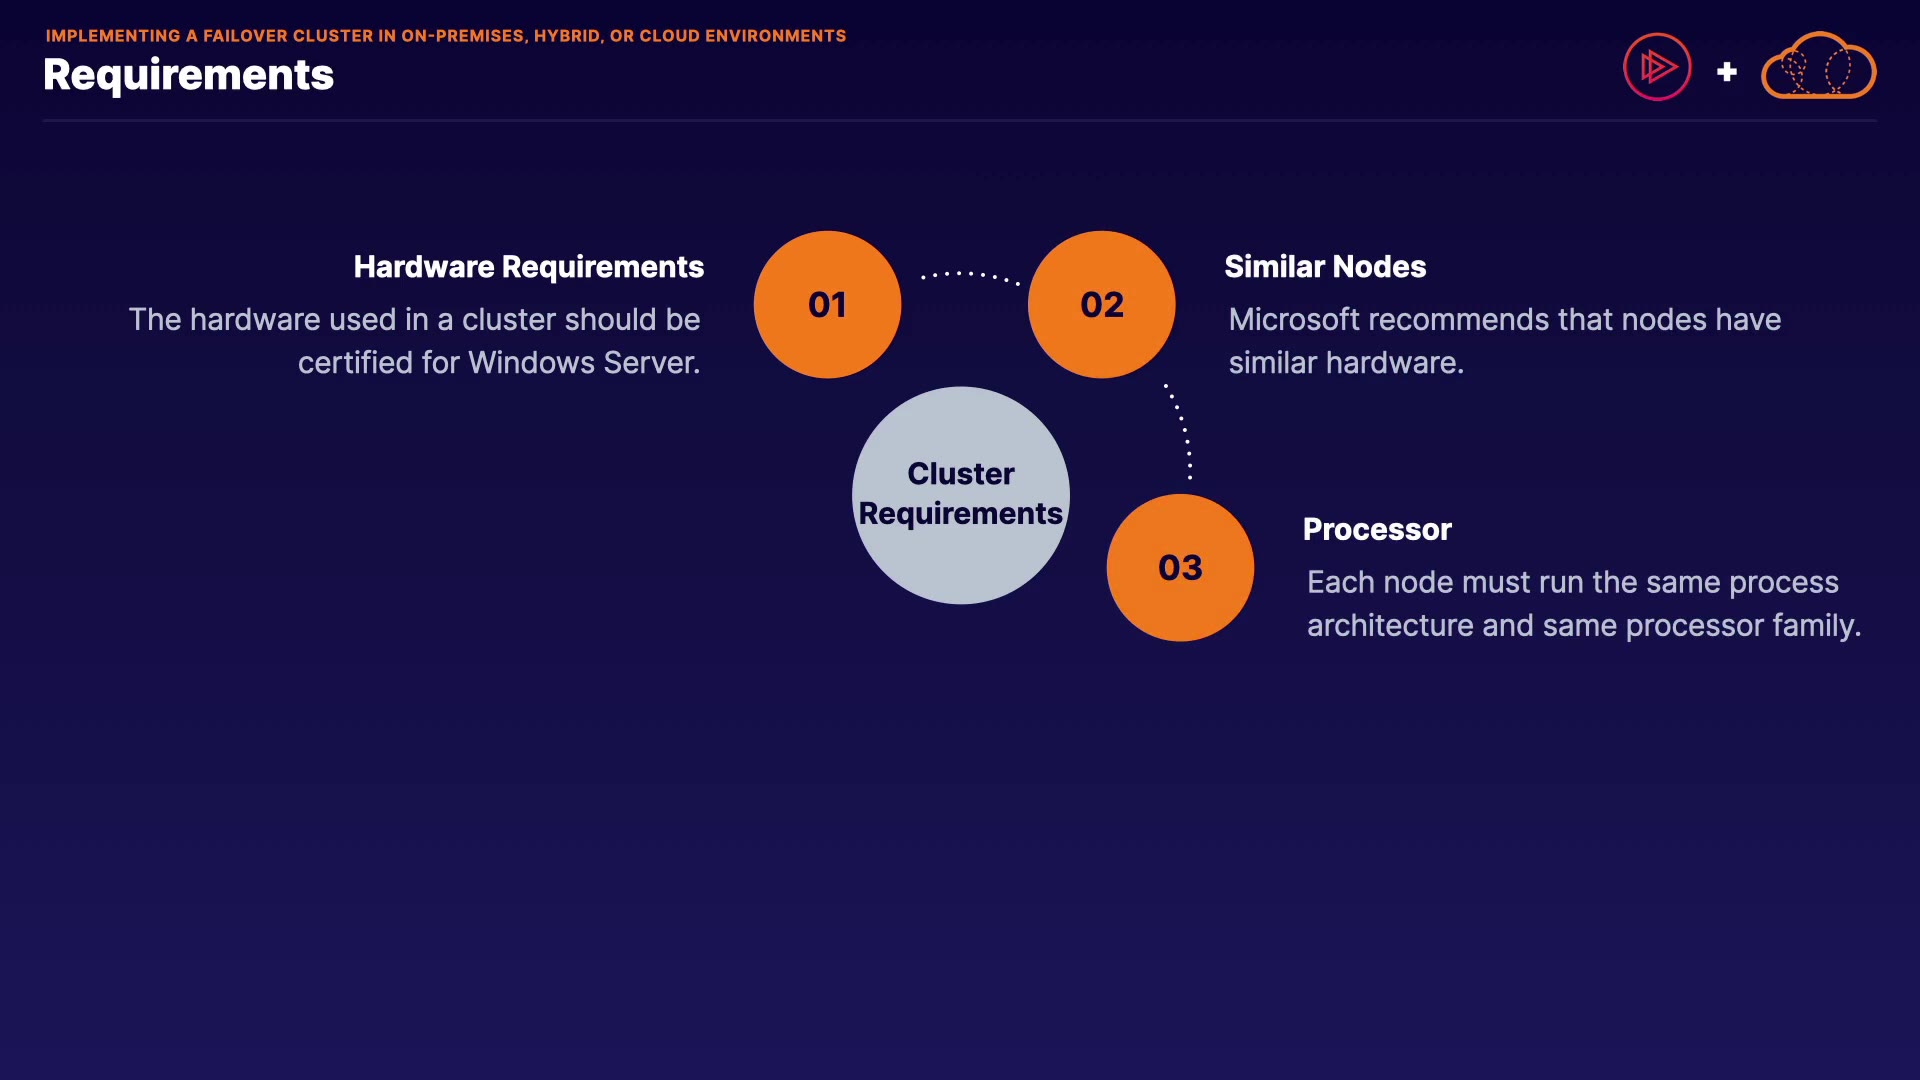 IMPLEMENTING A FAILOVER CLUSTER IN ON-PREMISES, HYBRID, OR CLOUD ENVIRONMENTS
Requirements
+
Hardware Requirements
The hardware used in a cluster should be
certified for Windows Server.
01
02
Similar Nodes
Microsoft recommends that nodes have
similar hardware.
Cluster
Requirements
03
Processor
Each node must run the same process
architecture and same processor family.